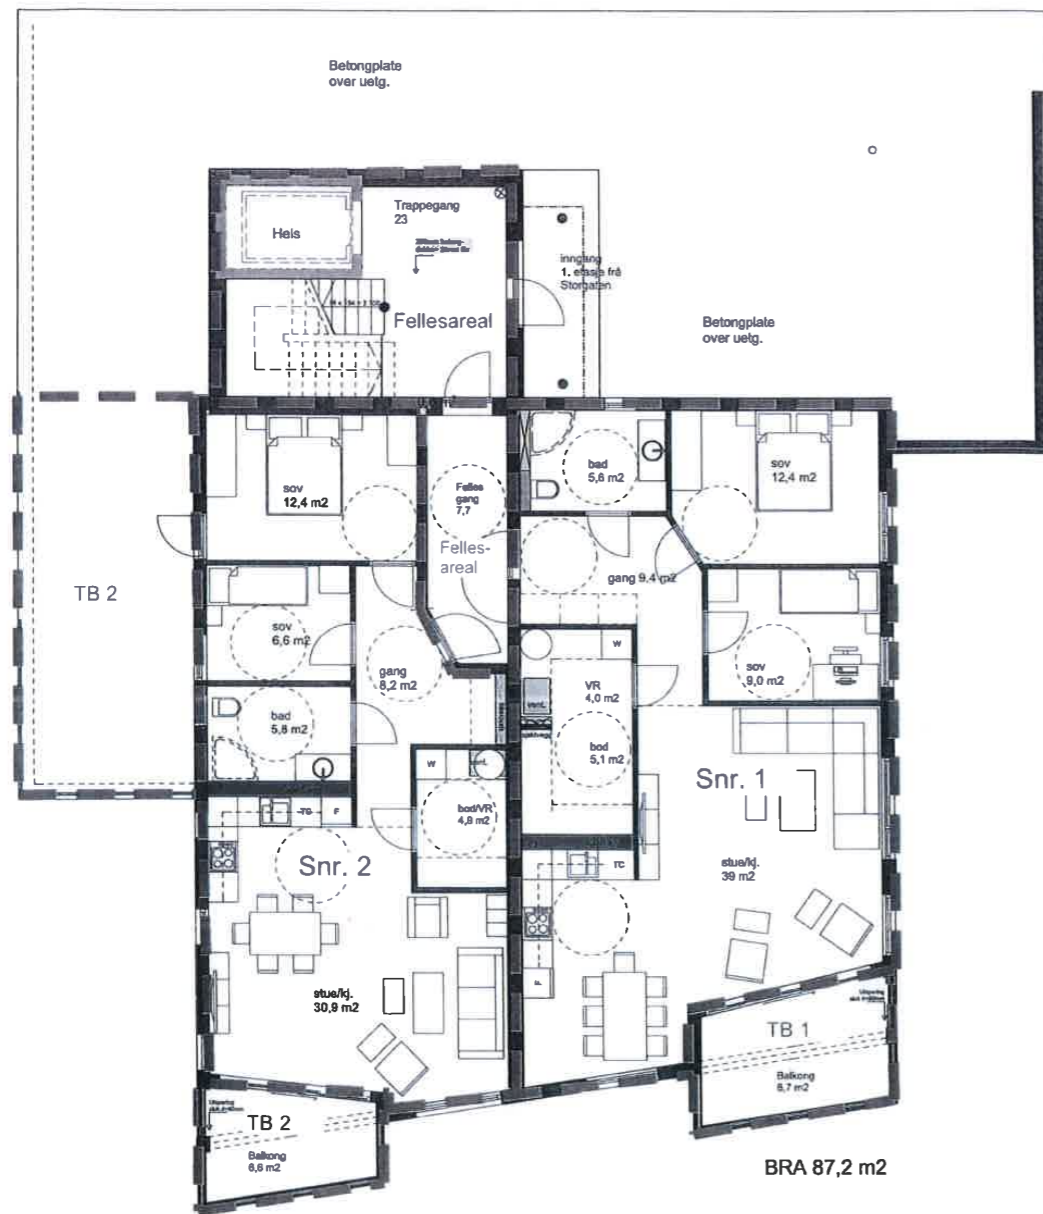 Betongplate
over uetg.
Heis
Trappegang
23
inngang
1. etasje frå
Storgaten
Fellesareal
Betongplate
over uetg.
sov
12,4 m2
Felles
gang
7,7
Felles-
areal
bad
5,6 m2
sov
12,4 m2
gang 9,4 m2
TB 2
sov
6,6 m2
gang
8,2 m2
sov
9,0 m2
W
VR
4,0 m2
vent.
bod
5,1 m2
bad
5,8 m2
W
vent.
bod/VR
4,8 m2
Snr. 1
F
Snr. 2
stue/kj.
39 m2
TC
F
stue/kj.
30,9 m2
TB 1
Balkong
8,7 m2
TB 2
Balkong
6,6 m2
BRA 87,2 m2